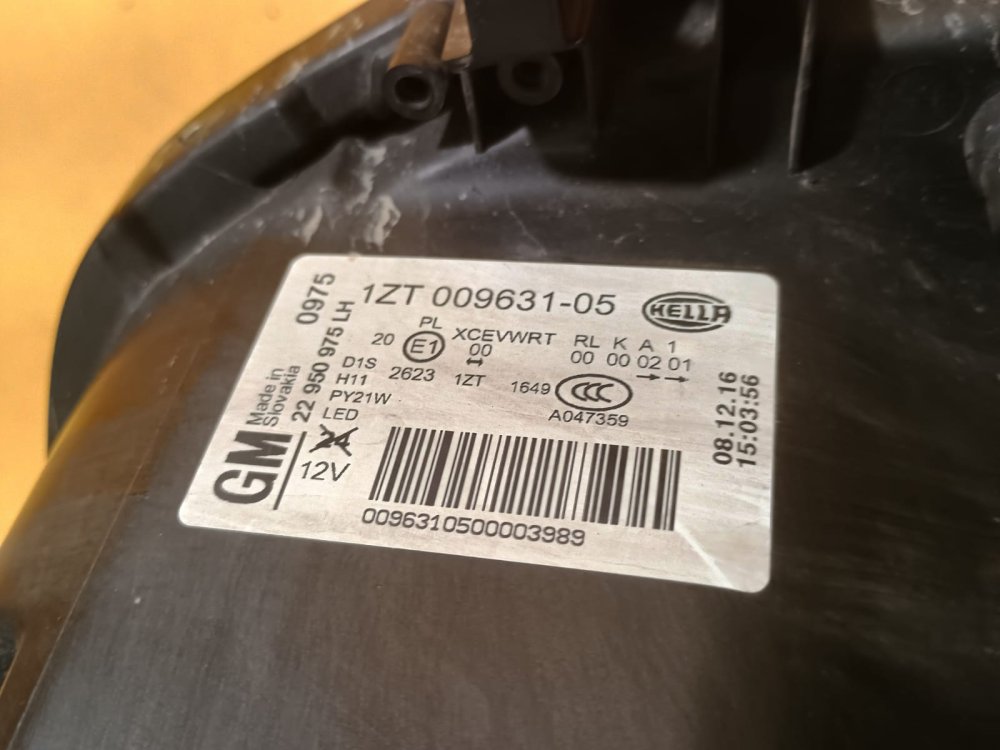 1ZT 009631-05
HELLA
0975
22 950 975 LH
Made in
Slovakia
GM
20
PL
E1
2623
XCEVWRT
00
↔
1ZT
RL K A 1
00 00 02 01
→ →
D1S
H11
PY21W
LED
24
12V
1649
CCC
A047359
08.12.16
15:03:56
0096310500003989